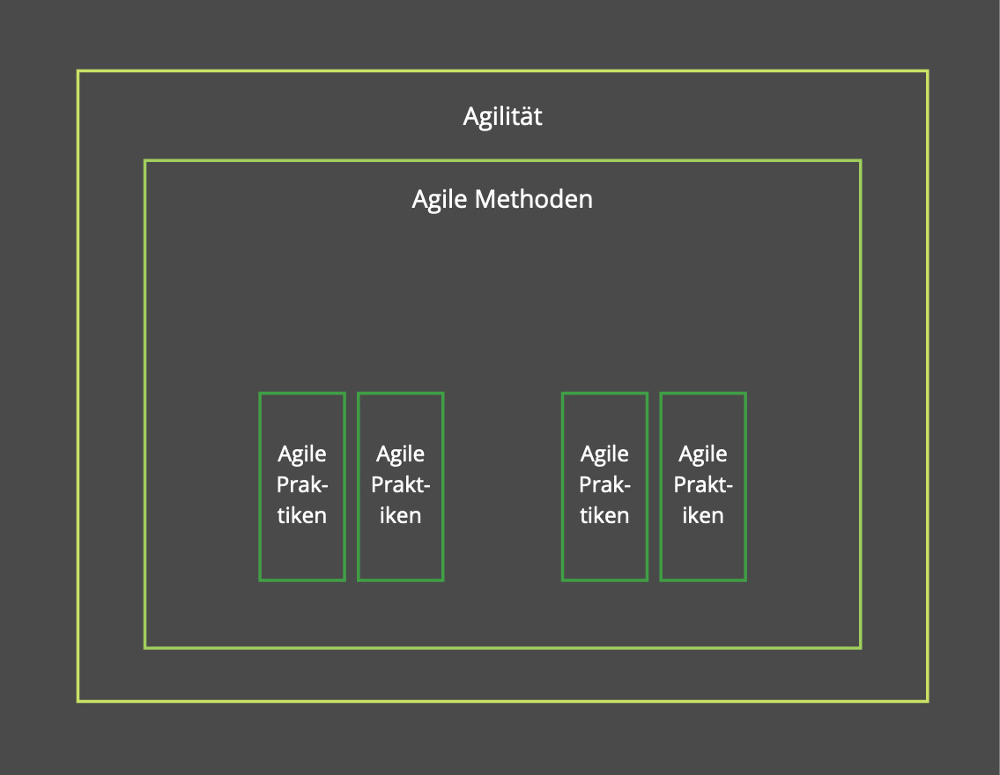 Agilität
Agile Methoden
Agile
Prak-
tiken
Agile
Prakt-
iken
Agile
Prak-
tiken
Agile
Prakt-
iken